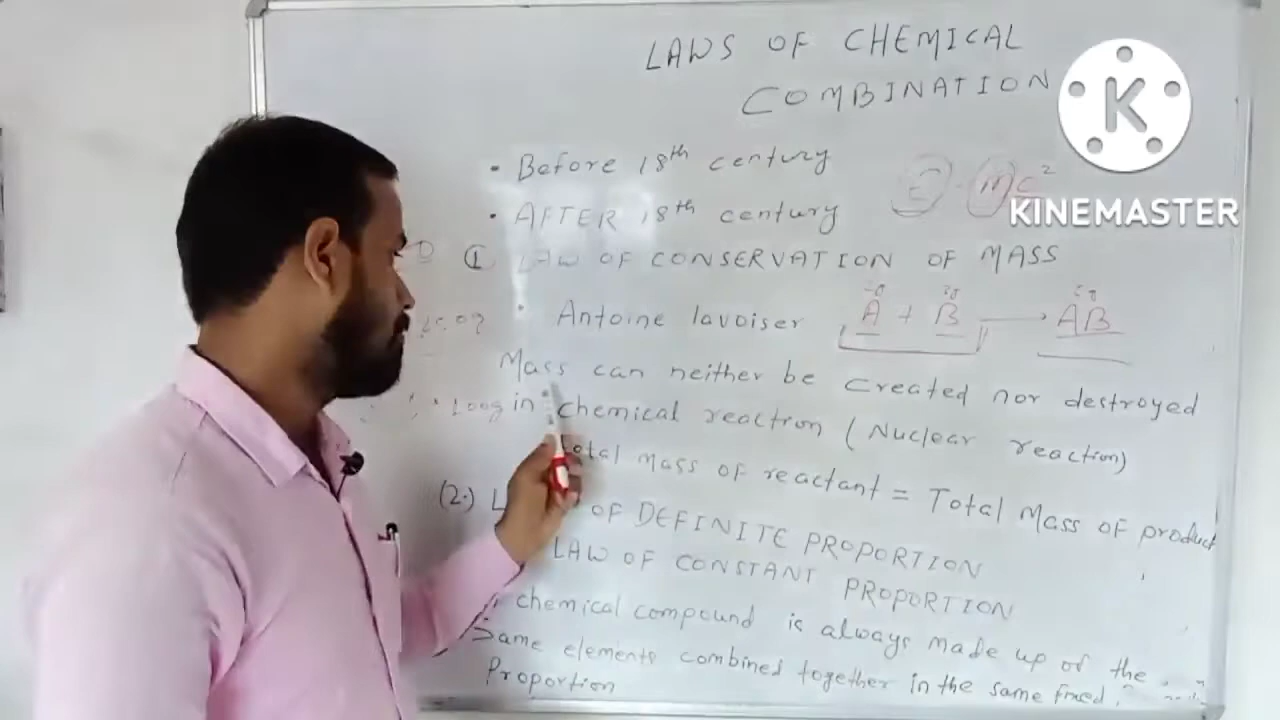 LAWS OF CHEMICAL
COMBINATION
K
KINEMASTER
• Before 18th century
• AFTER 18th century
E = mc²
① LAW OF CONSERVATION OF MASS
• Antoine lavoiser
A + B → AB
Mass can neither be created nor destroyed
100g in chemical reaction (Nuclear reaction)
otal mass of reactant = Total Mass of product
(2.) L OF DEFINITE PROPORTION
LAW OF CONSTANT PROPORTION
chemical compound is always made up of the
Same elements combined together in the same fixed
Proportion